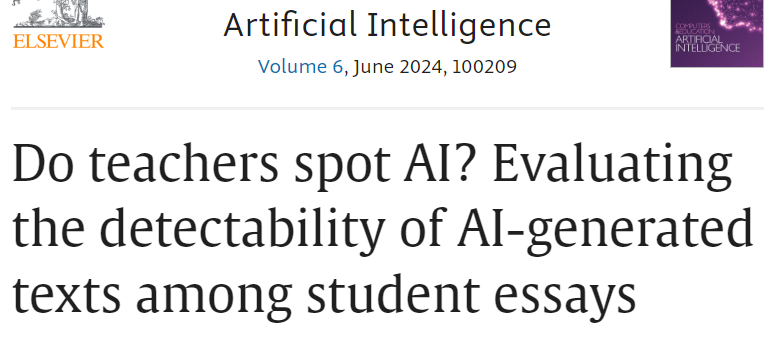 Artificial Intelligence
ELSEVIER
Volume 6, June 2024, 100209
COMPUTERS
&EDUCATION
ARTIFICIAL
INTELLIGENCE
Do teachers spot AI? Evaluating
the detectability of AI-generated
texts among student essays